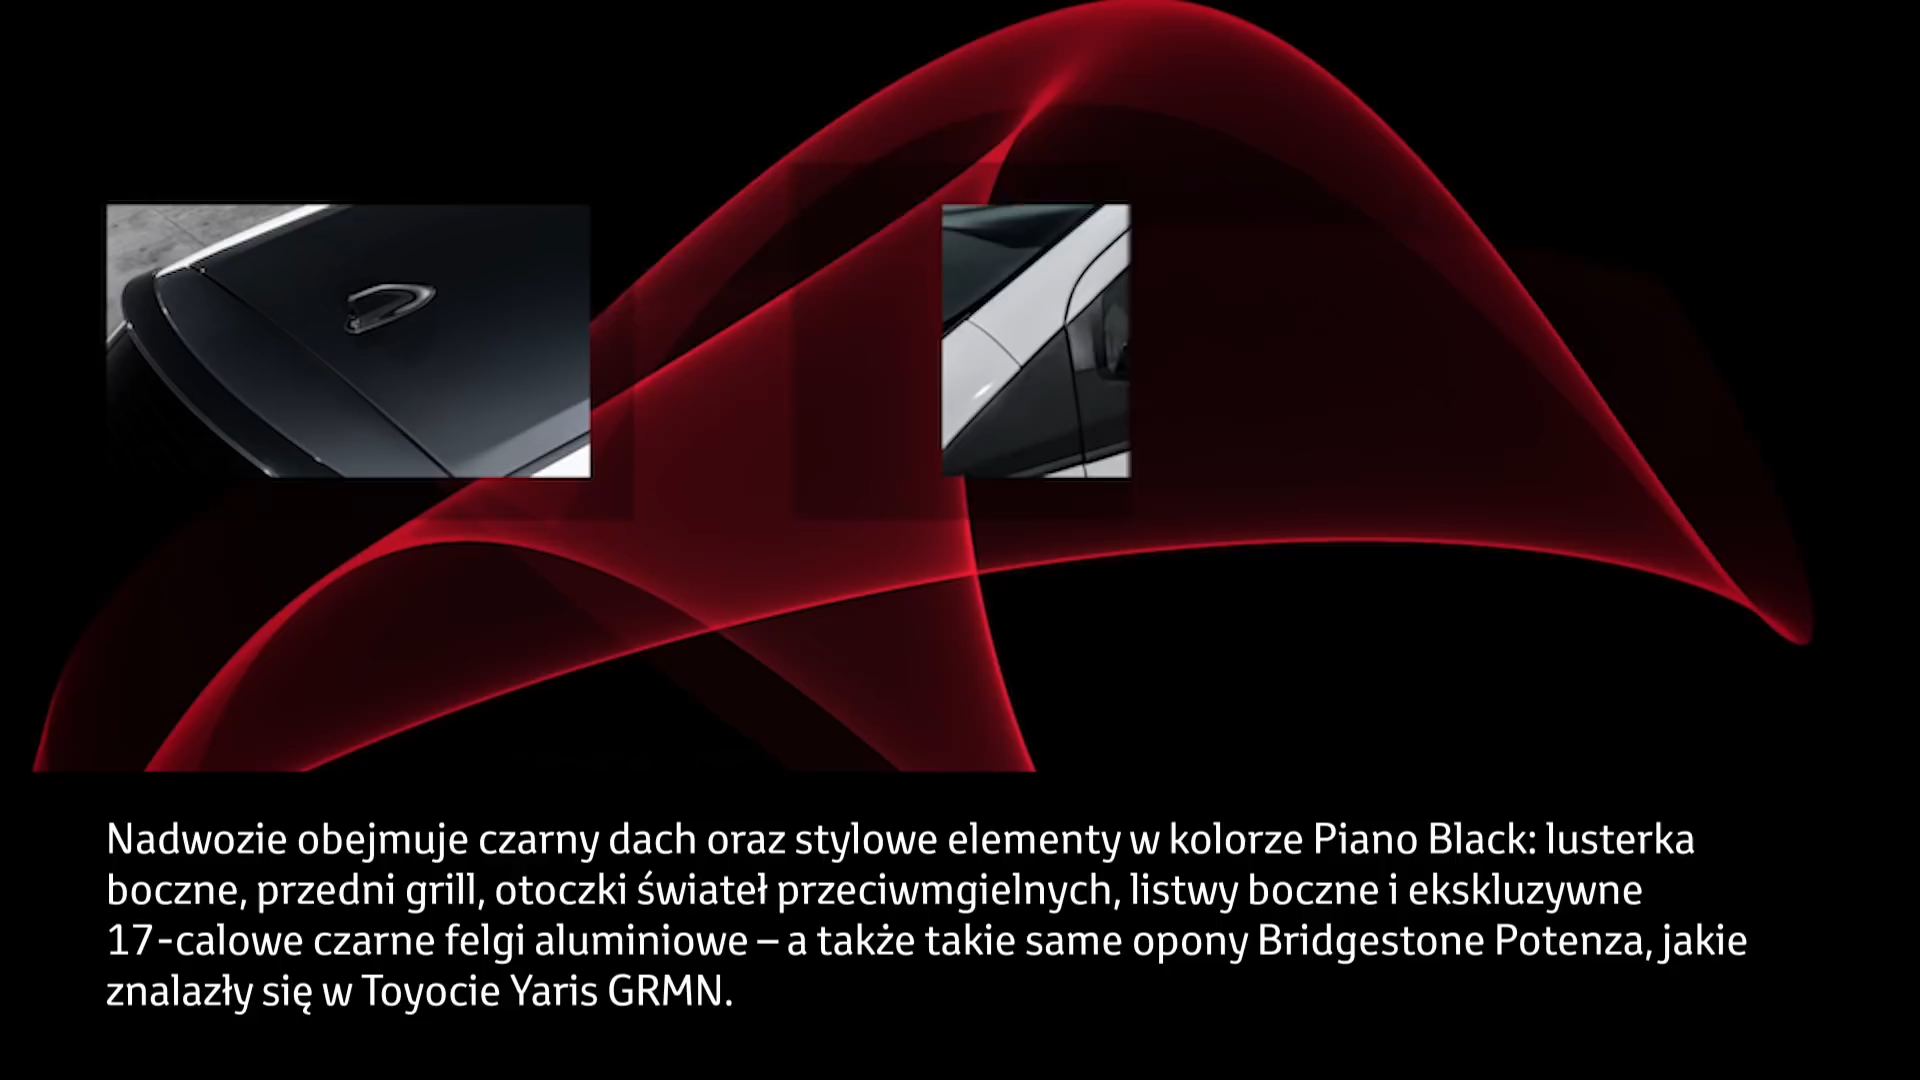 Nadwozie obejmuje czarny dach oraz stylowe elementy w kolorze Piano Black: lusterka
boczne, przedni grill, otoczki świateł przeciwmgielnych, listwy boczne i ekskluzywne
17-calowe czarne felgi aluminiowe – a także takie same opony Bridgestone Potenza, jakie
znalazły się w Toyocie Yaris GRMN.